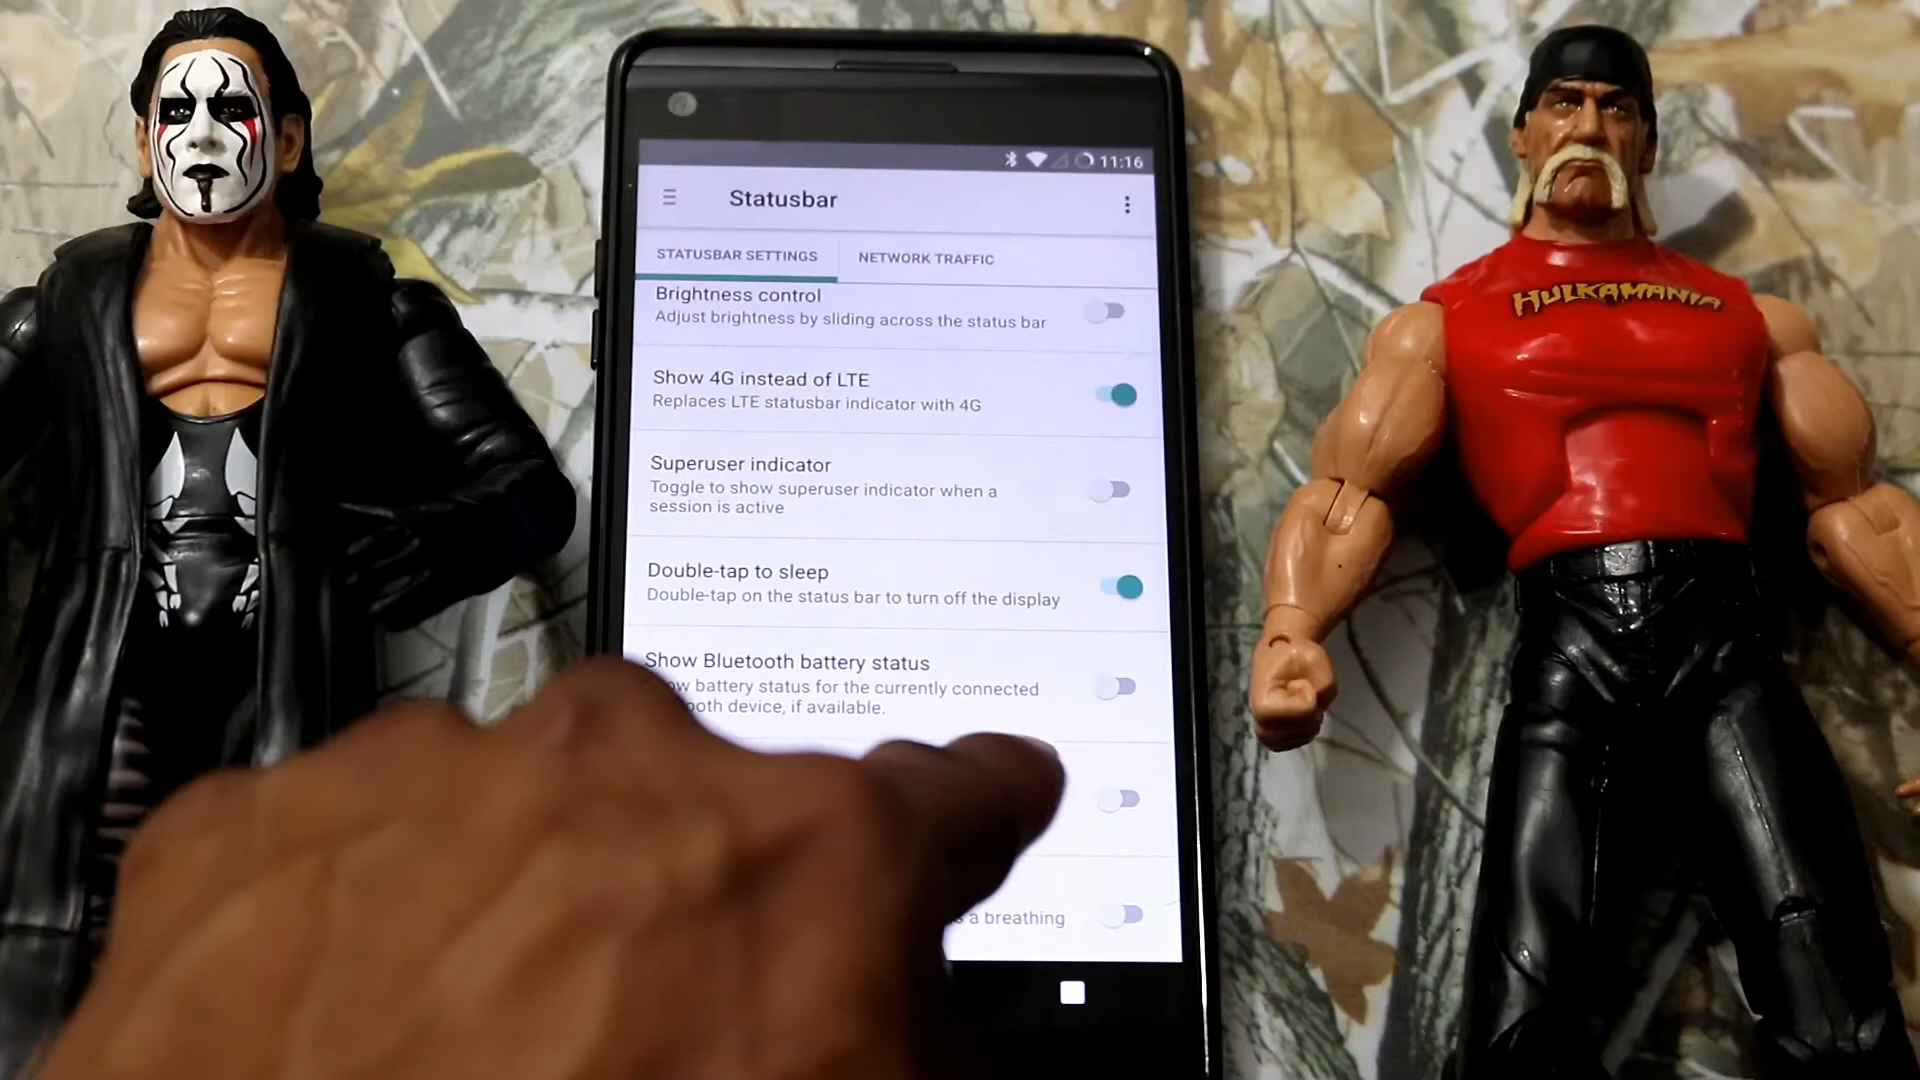 11:16
Statusbar
STATUSBAR SETTINGS
NETWORK TRAFFIC
Brightness control
Adjust brightness by sliding across the status bar
Show 4G instead of LTE
Replaces LTE statusbar indicator with 4G
Superuser indicator
Toggle to show superuser indicator when a
session is active
Double-tap to sleep
Double-tap on the status bar to turn off the display
Show Bluetooth battery status
battery status for the currently connected
device, if available.
a breathing
HULKAMANIA